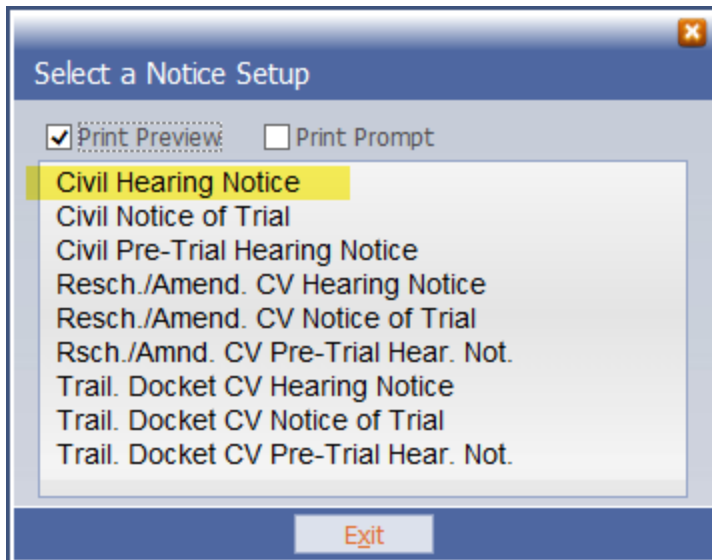 Select a Notice Setup
Print Preview Print Prompt
Civil Hearing Notice
Civil Notice of Trial
Civil Pre-Trial Hearing Notice
Resch./Amend. CV Hearing Notice
Resch./Amend. CV Notice of Trial
Rsch./Amnd. CV Pre-Trial Hear. Not.
Trail. Docket CV Hearing Notice
Trail. Docket CV Notice of Trial
Trail. Docket CV Pre-Trial Hear. Not.
Exit